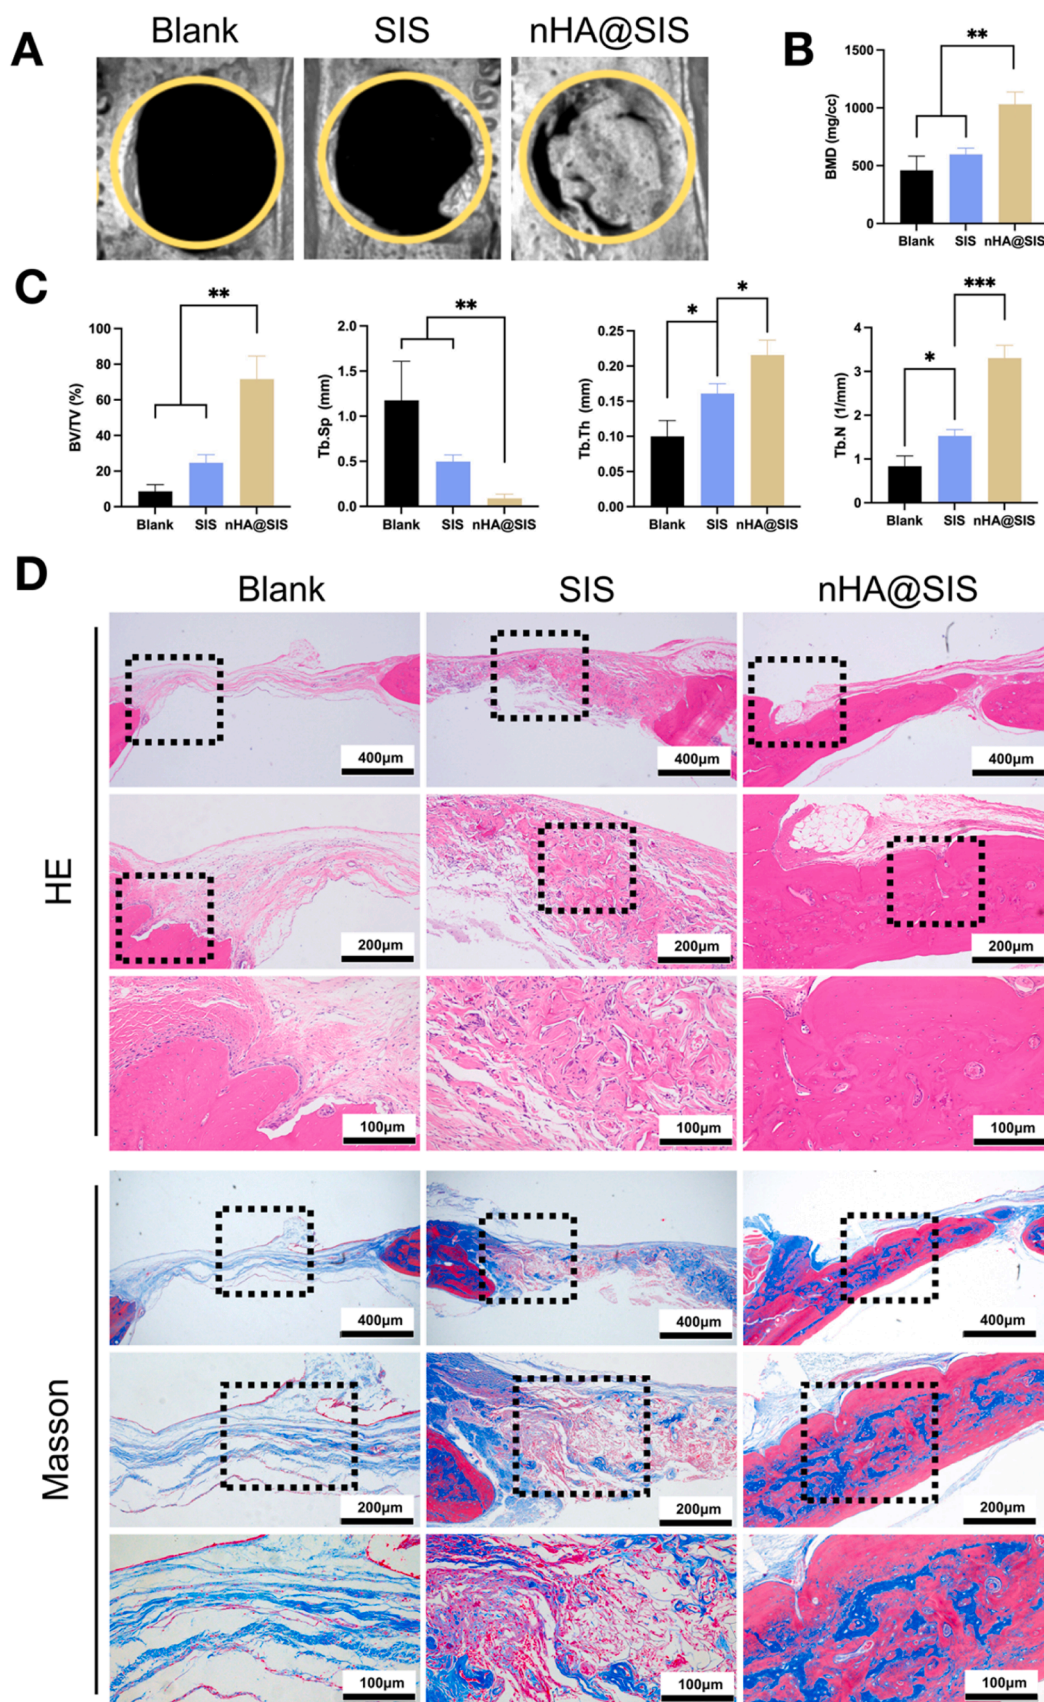 A
Blank
SIS
nHA@SIS
B
BMD (mg/cc)
1500
1000
500
0
**
Blank
SIS
nHA@SIS
C
BV/TV (%)
100
80
60
40
20
0
**
Blank
SIS
nHA@SIS
Tb.Sp (mm)
2.0
1.5
1.0
0.5
0.0
**
Blank
SIS
nHA@SIS
Tb.Th (mm)
0.25
0.20
0.15
0.10
0.05
0.00
*
*
Blank
SIS
nHA@SIS
Tb.N (1/mm)
4
3
2
1
0
*
***
Blank
SIS
nHA@SIS
D
Blank
SIS
nHA@SIS
HE
400μm
400μm
400μm
200μm
200μm
200μm
100μm
100μm
100μm
Masson
400μm
400μm
400μm
200μm
200μm
200μm
100μm
100μm
100μm